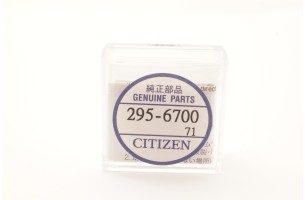 純正部品
GENUINE PARTS
295-6700
71
CITIZEN